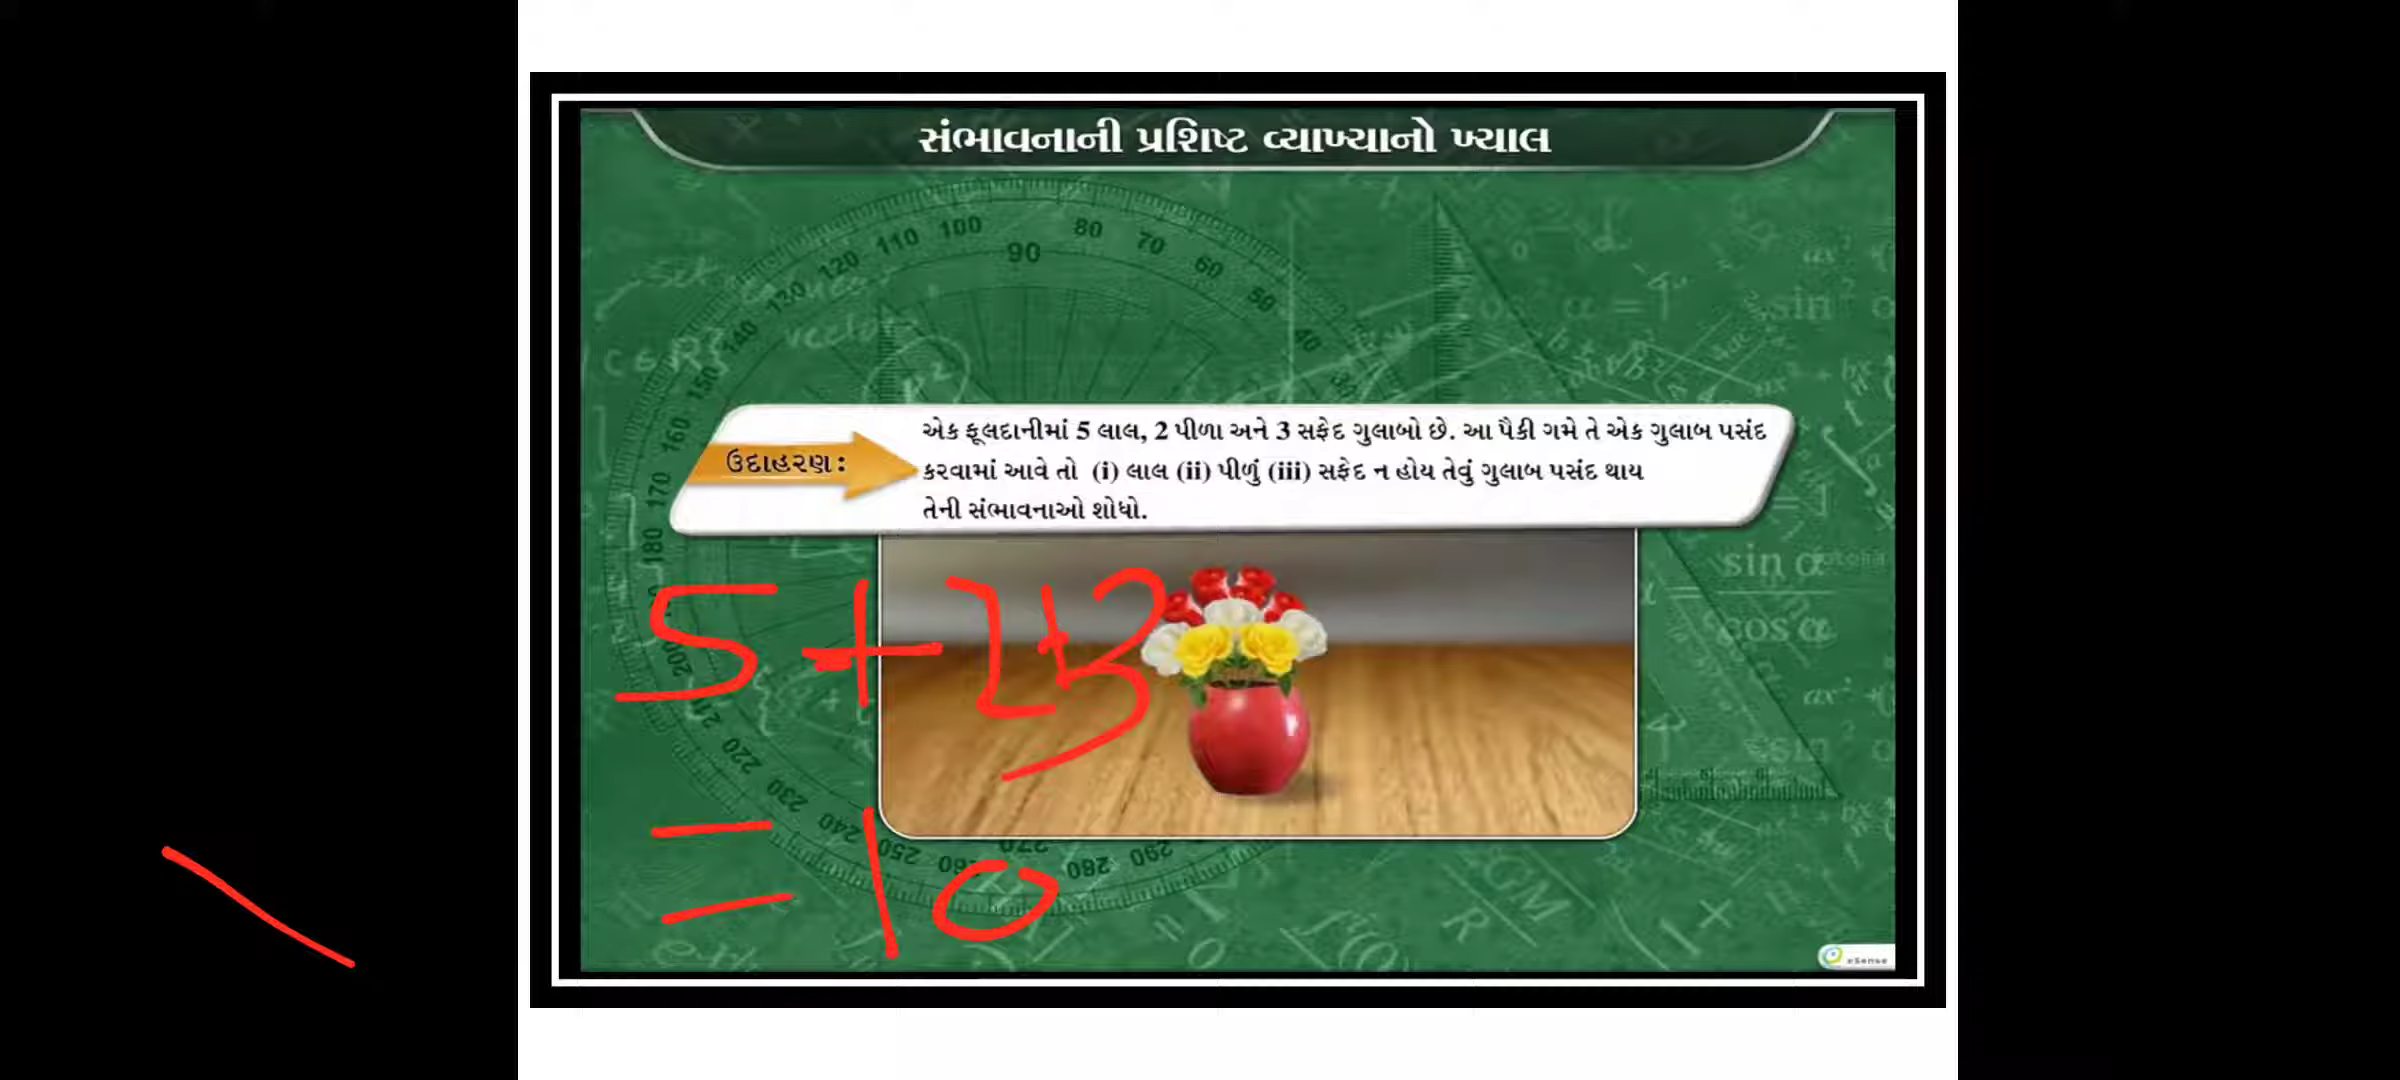 સંભાવનાની પ્રશિષ્ટ વ્યાખ્યાનો ખ્યાલ
ઉદાહરણ:
એક ફૂલદાનીમાં 5 લાલ, 2 પીળા અને 3 સફેદ ગુલાબો છે. આ પૈકી ગમે તે એક ગુલાબ પસંદ
કરવામાં આવે તો (i) લાલ (ii) પીળું (iii) સફેદ ન હોય તેવું ગુલાબ પસંદ થાય
તેની સંભાવનાઓ શોધો.
5+2+3
=10
eSense